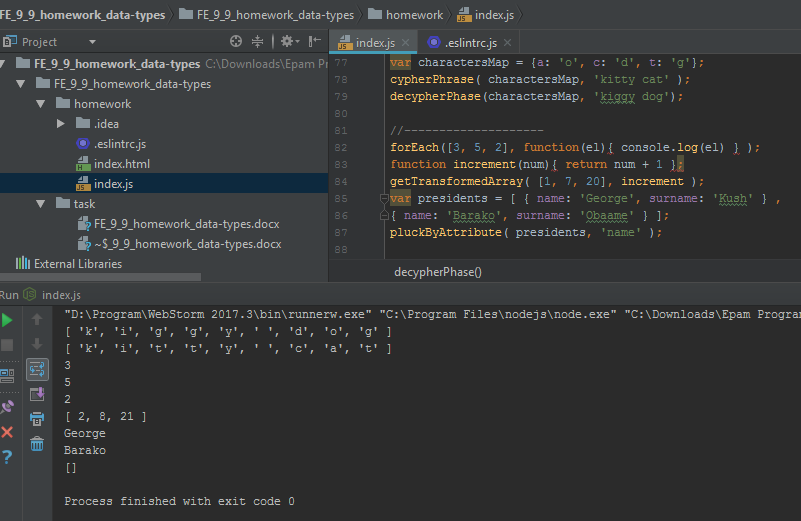 FE_9_9_homework_data-types FE_9_9_homework_data-types homework index.js
Project
index.js .eslintrc.js
FE_9_9_homework_data-types C:\Downloads\Epam Pro
FE_9_9_homework_data-types
homework
.idea
.eslintrc.js
index.html
index.js
task
FE_9_9_homework_data-types.docx
~$_9_9_homework_data-types.docx
External Libraries
77 var charactersMap = {a: 'o', c: 'd', t: 'g'};
78 cypherPhrase( charactersMap, 'kitty cat' );
79 decypherPhase(charactersMap, 'kiggy dog');
80
81 //--------------------
82 forEach([3, 5, 2], function(el){ console.log(el) } );
83 function increment(num){ return num + 1 };
84 getTransformedArray( [1, 7, 20], increment );
85 var presidents = [ { name: 'George', surname: 'Kush' } ,
86 { name: 'Barako', surname: 'Obaame' } ];
87 pluckByAttribute( presidents, 'name' );
88
decypherPhase()
Run index.js
"D:\Program\WebStorm 2017.3\bin\runnerw.exe" "C:\Program Files\nodejs\node.exe" "C:\Downloads\Epam Program
[ 'k', 'i', 'g', 'g', 'y', ' ', 'd', 'o', 'g' ]
[ 'k', 'i', 't', 't', 'y', ' ', 'c', 'a', 't' ]
3
5
2
[ 2, 8, 21 ]
George
Barako
[]
Process finished with exit code 0